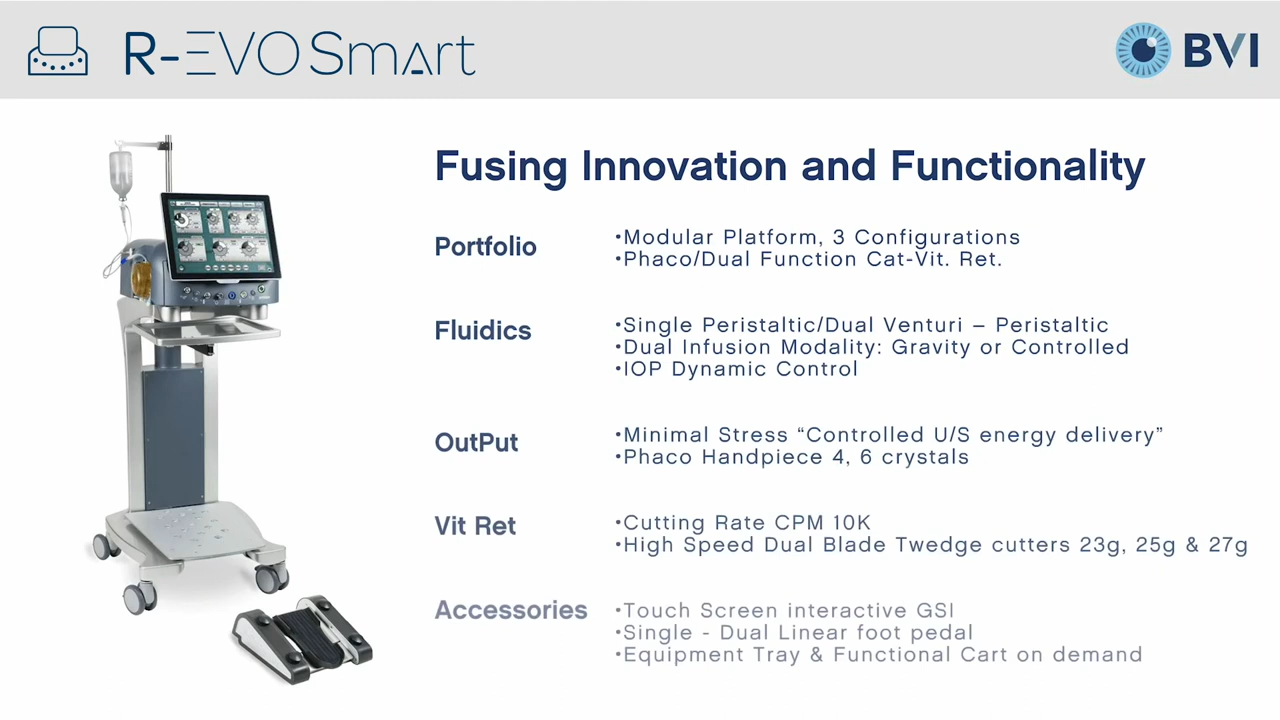 R-EVO Smart
BVI
Fusing Innovation and Functionality
Portfolio
•Modular Platform, 3 Configurations
•Phaco/Dual Function Cat-Vit. Ret.
Fluidics
•Single Peristaltic/Dual Venturi – Peristaltic
•Dual Infusion Modality: Gravity or Controlled
•IOP Dynamic Control
OutPut
•Minimal Stress “Controlled U/S energy delivery”
•Phaco Handpiece 4, 6 crystals
Vit Ret
•Cutting Rate CPM 10K
•High Speed Dual Blade Twedge cutters 23g, 25g & 27g
Accessories
•Touch Screen interactive GSI
•Single - Dual Linear foot pedal
•Equipment Tray & Functional Cart on demand